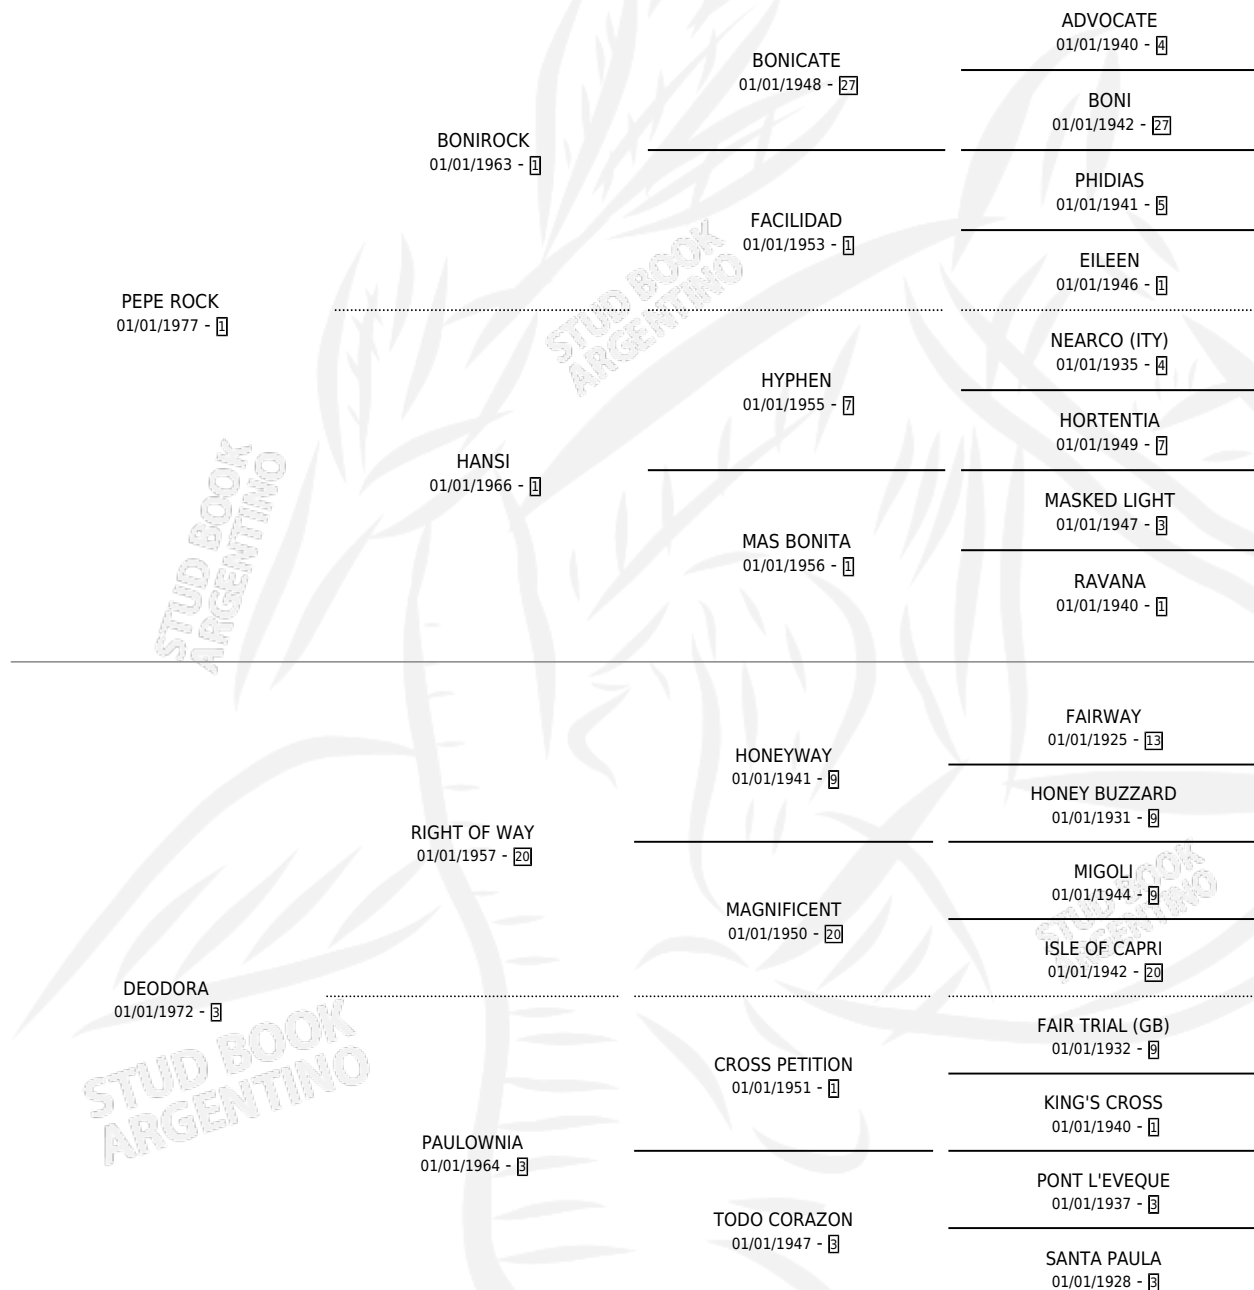 ADVOCATE
01/01/1940 - 4
BONICATE
01/01/1948 - 27
BONI
01/01/1942 - 27
BONIROCK
01/01/1963 - 1
PHIDIAS
01/01/1941 - 5
FACILIDAD
01/01/1953 - 1
EILEEN
01/01/1946 - 1
PEPE ROCK
01/01/1977 - 1
STUD BOOK
ARGENTINO
NEARCO (ITY)
01/01/1935 - 4
HYPHEN
01/01/1955 - 7
HORTENTIA
01/01/1949 - 7
HANSI
01/01/1966 - 1
MASKED LIGHT
01/01/1947 - 3
MAS BONITA
01/01/1956 - 1
RAVANA
01/01/1940 - 1
STUD BOOK
ARGENTINO
FAIRWAY
01/01/1925 - 13
HONEYWAY
01/01/1941 - 9
HONEY BUZZARD
01/01/1931 - 9
RIGHT OF WAY
01/01/1957 - 20
MIGOLI
01/01/1944 - 9
MAGNIFICENT
01/01/1950 - 20
ISLE OF CAPRI
01/01/1942 - 20
STUD BOOK
ARGENTINO
DEODORA
01/01/1972 - 3
STUD BOOK
ARGENTINO
FAIR TRIAL (GB)
01/01/1932 - 9
CROSS PETITION
01/01/1951 - 1
KING'S CROSS
01/01/1940 - 1
PAULOWNIA
01/01/1964 - 3
PONT L'EVEQUE
01/01/1937 - 3
TODO CORAZON
01/01/1947 - 3
SANTA PAULA
01/01/1928 - 3